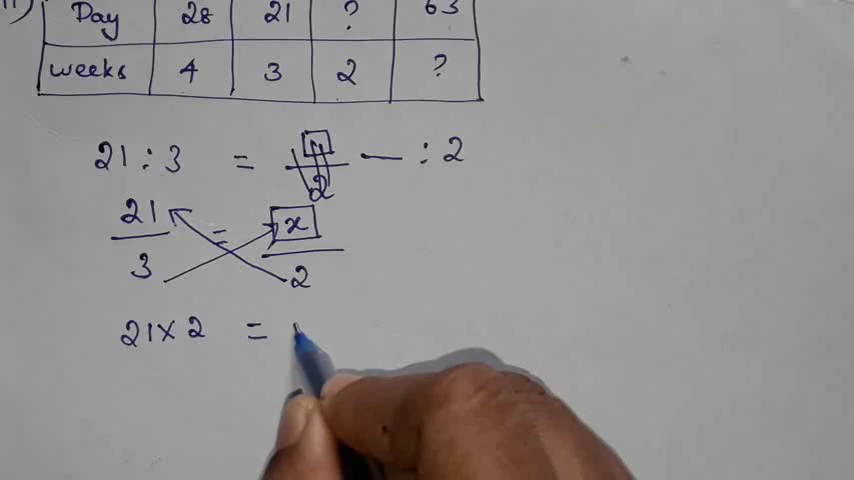 Day 28 21 ? 63
weeks 4 3 2 ?
21 : 3 = — : 2
21/3 = x/2
21 × 2 =